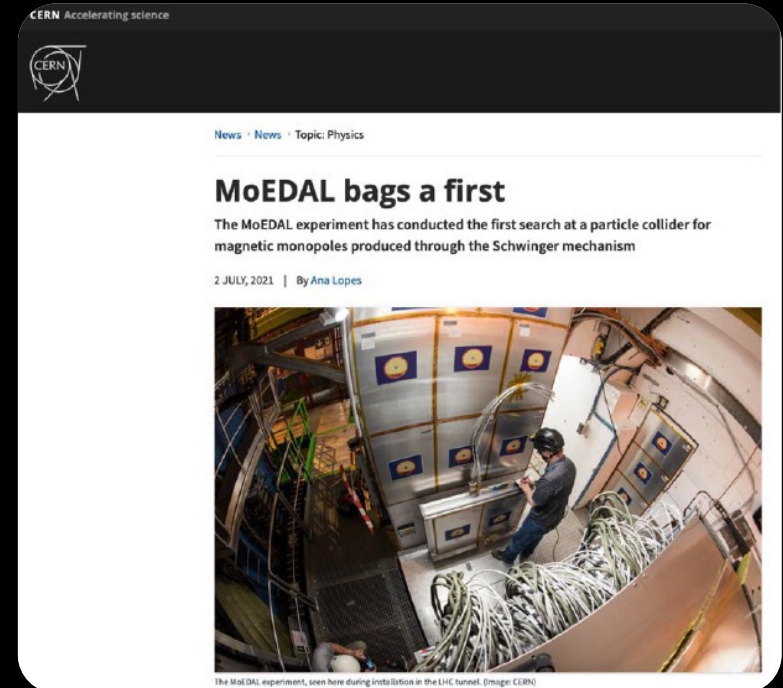 CERN Accelerating science
CERN
News › News › Topic: Physics
MoEDAL bags a first
The MoEDAL experiment has conducted the first search at a particle collider for
magnetic monopoles produced through the Schwinger mechanism
2 JULY, 2021 | By Ana Lopes
The MoEDAL experiment, seen here during installation in the LHC tunnel. (Image: CERN)